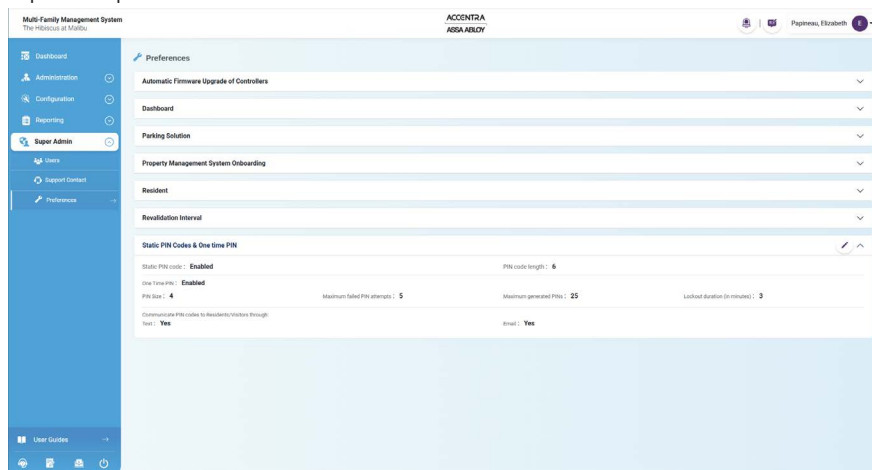 Multi-Family Management System
The Hibiscus at Malibu
ACCENTRA
ASSA ABLOY
Papineau, Elizabeth E
Dashboard
Administration
Configuration
Reporting
Super Admin
Users
Support Contact
Preferences
User Guides
Preferences
Automatic Firmware Upgrade of Controllers
Dashboard
Parking Solution
Property Management System Onboarding
Resident
Revalidation Interval
Static PIN Codes & One time PIN
Static PIN code : Enabled PIN code length : 6
One Time PIN : Enabled
PIN Size : 4 Maximum failed PIN attempts : 5 Maximum generated PINs : 25 Lockout duration (in minutes) : 3
Communicate PIN codes to Residents/Visitors through
Text : Yes Email : Yes